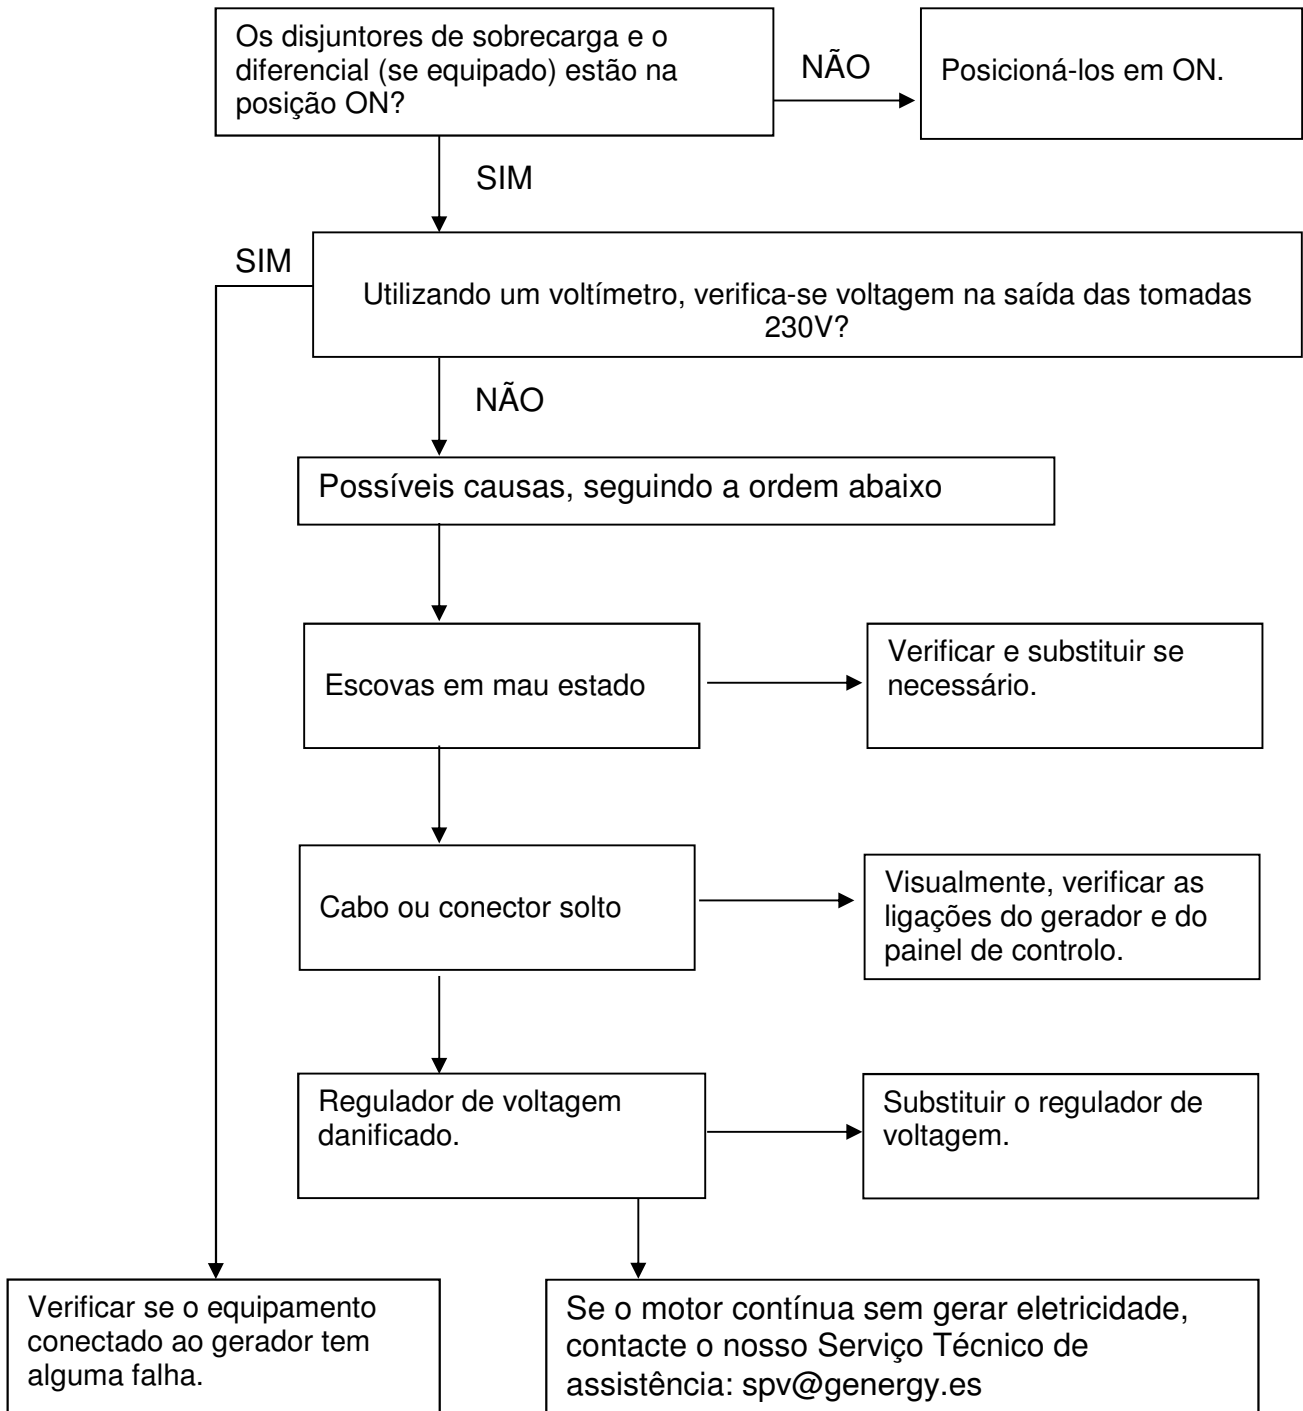 Os disjuntores de sobrecarga e o
diferencial (se equipado) estão na
posição ON?
NÃO
Posicioná-los em ON.
SIM
SIM
Utilizando um voltímetro, verifica-se voltagem na saída das tomadas
230V?
NÃO
Possíveis causas, seguindo a ordem abaixo
Escovas em mau estado
Verificar e substituir se
necessário.
Cabo ou conector solto
Visualmente, verificar as
ligações do gerador e do
painel de controlo.
Regulador de voltagem
danificado.
Substituir o regulador de
voltagem.
Verificar se o equipamento
conectado ao gerador tem
alguma falha.
Se o motor contínua sem gerar eletricidade,
contacte o nosso Serviço Técnico de
assistência: spv@genergy.es